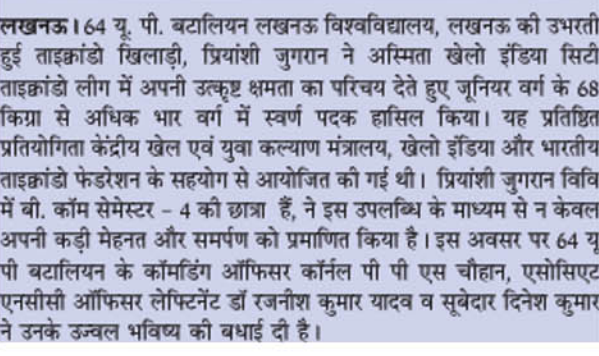 लखनऊ। 64 यू. पी. बटालियन लखनऊ विश्वविद्यालय, लखनऊ की उभरती
हुई ताइक्वांडो खिलाड़ी, प्रियांशी जुगरान ने अस्मिता खेलो इंडिया सिटी
ताइक्वांडो लीग में अपनी उत्कृष्ट क्षमता का परिचय देते हुए जूनियर वर्ग के 68
किग्रा से अधिक भार वर्ग में स्वर्ण पदक हासिल किया। यह प्रतिष्ठित
प्रतियोगिता केंद्रीय खेल एवं युवा कल्याण मंत्रालय, खेलो इंडिया और भारतीय
ताइक्वांडो फेडरेशन के सहयोग से आयोजित की गई थी। प्रियांशी जुगरान विवि
में बी. कॉम सेमेस्टर - 4 की छात्रा हैं, ने इस उपलब्धि के माध्यम से न केवल
अपनी कड़ी मेहनत और समर्पण को प्रमाणित किया है। इस अवसर पर 64 यू
पी बटालियन के कॉमडिंग ऑफिसर कॉर्नल पी पी एस चौहान, एसोसिएट
एनसीसी ऑफिसर लेफ्टिनेंट डॉ रजनीश कुमार यादव व सूबेदार दिनेश कुमार
ने उनके उज्वल भविष्य की बधाई दी है।